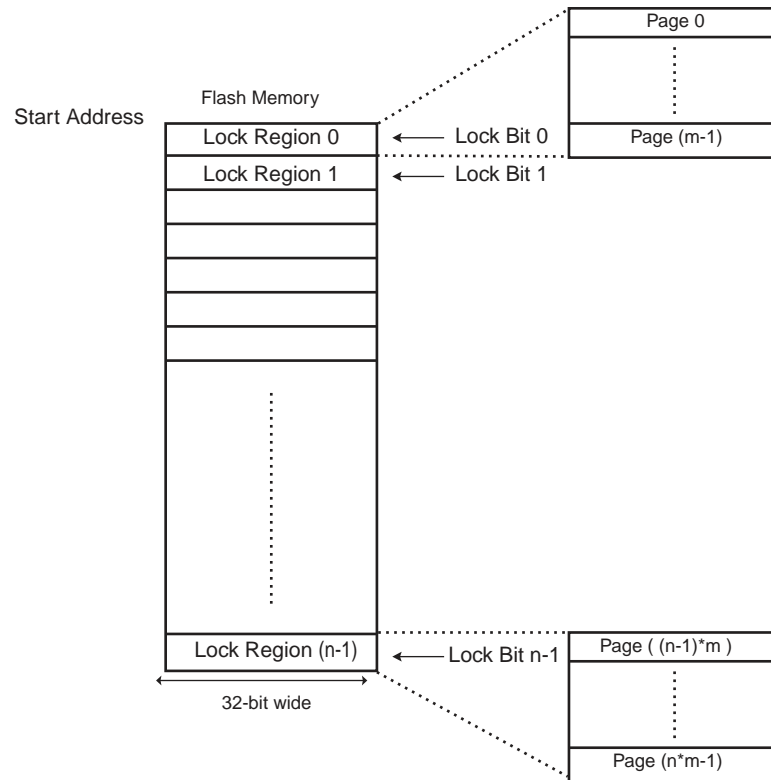 Page 0
Flash Memory
Start Address
Lock Region 0
Lock Bit 0
Page (m-1)
Lock Region 1
Lock Bit 1
Lock Region (n-1)
Lock Bit n-1
Page ( (n-1)*m )
32-bit wide
Page (n*m-1)